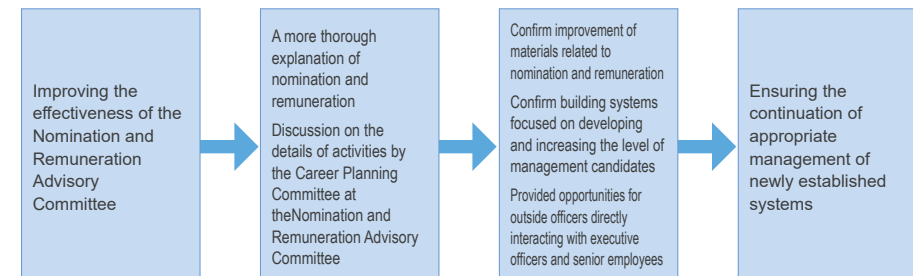 Improving the
effectiveness of the
Nomination and
Remuneration
Advisory
Committee
A more thorough
explanation of
nomination and
remuneration
Discussion on the
details of activities by
the Career Planning
Committee at
theNomination and
Remuneration Advisory
Committee
Confirm improvement of
materials related to
nomination and remuneration
Confirm building systems
focused on developing
and increasing the level of
management candidates
Provided opportunities for
outside officers directly
interacting with executive
officers and senior employees
Ensuring the
continuation of
appropriate
management of
newly established
systems